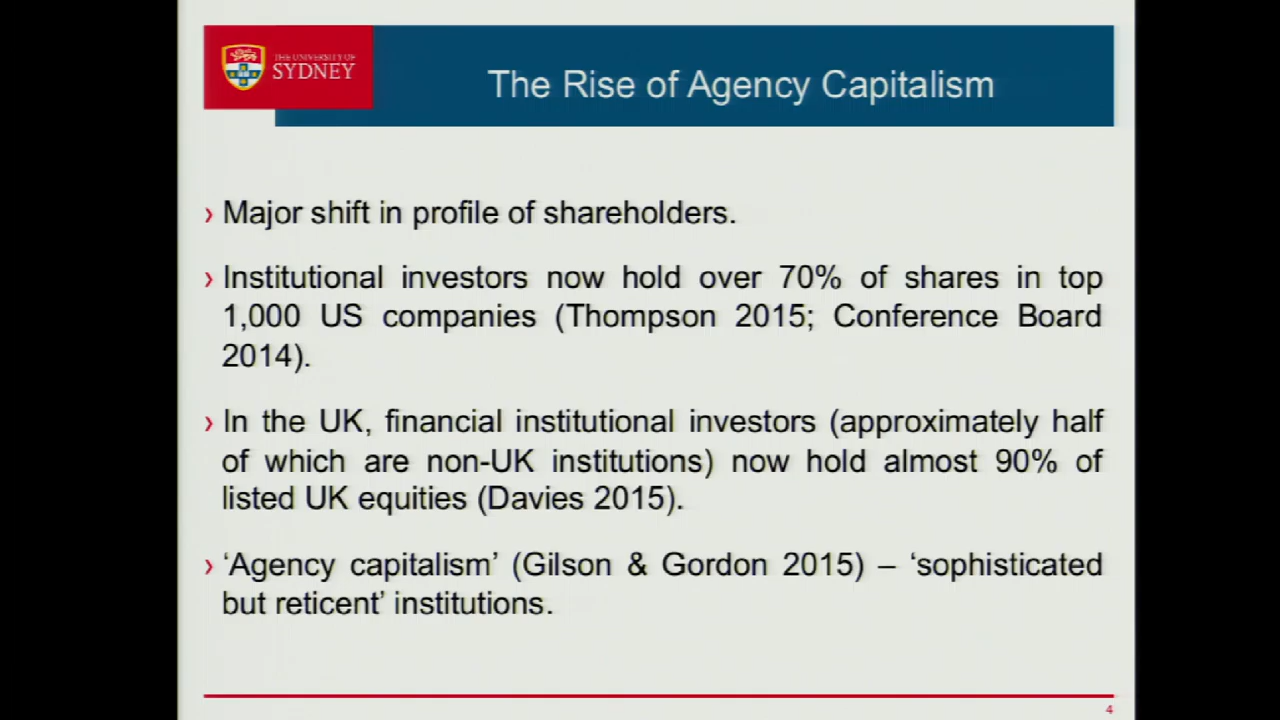 THE UNIVERSITY OF
SYDNEY
The Rise of Agency Capitalism
› Major shift in profile of shareholders.
› Institutional investors now hold over 70% of shares in top
1,000 US companies (Thompson 2015; Conference Board
2014).
› In the UK, financial institutional investors (approximately half
of which are non-UK institutions) now hold almost 90% of
listed UK equities (Davies 2015).
› ‘Agency capitalism’ (Gilson & Gordon 2015) – ‘sophisticated
but reticent’ institutions.
4